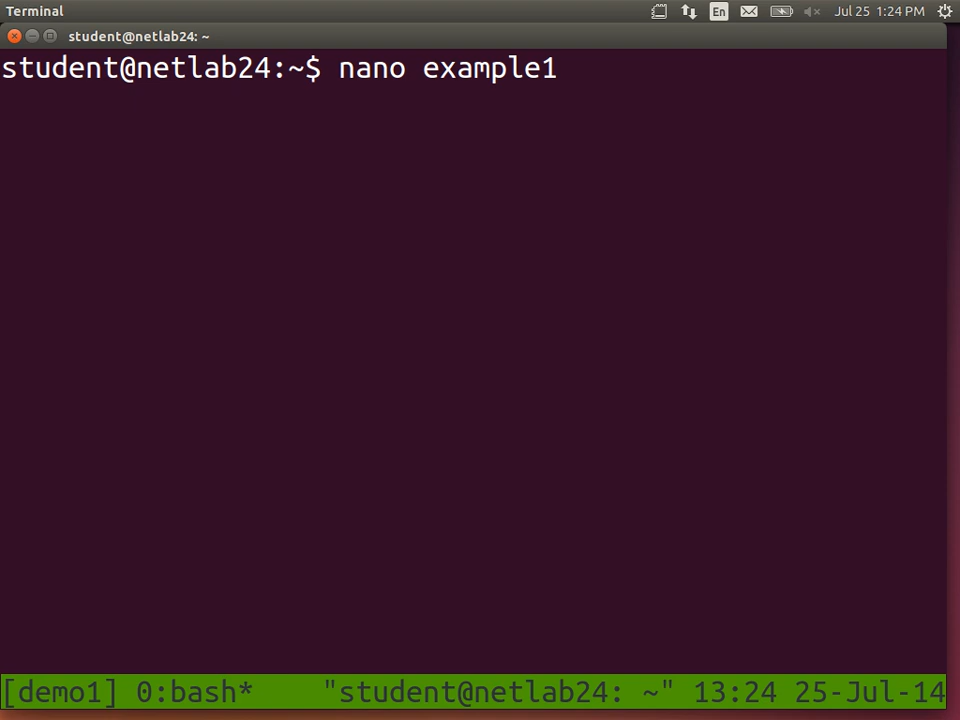 Terminal En Jul 25 1:24 PM
student@netlab24: ~
student@netlab24:~$ nano example1
[demo1] 0:bash* "student@netlab24: ~" 13:24 25-Jul-14